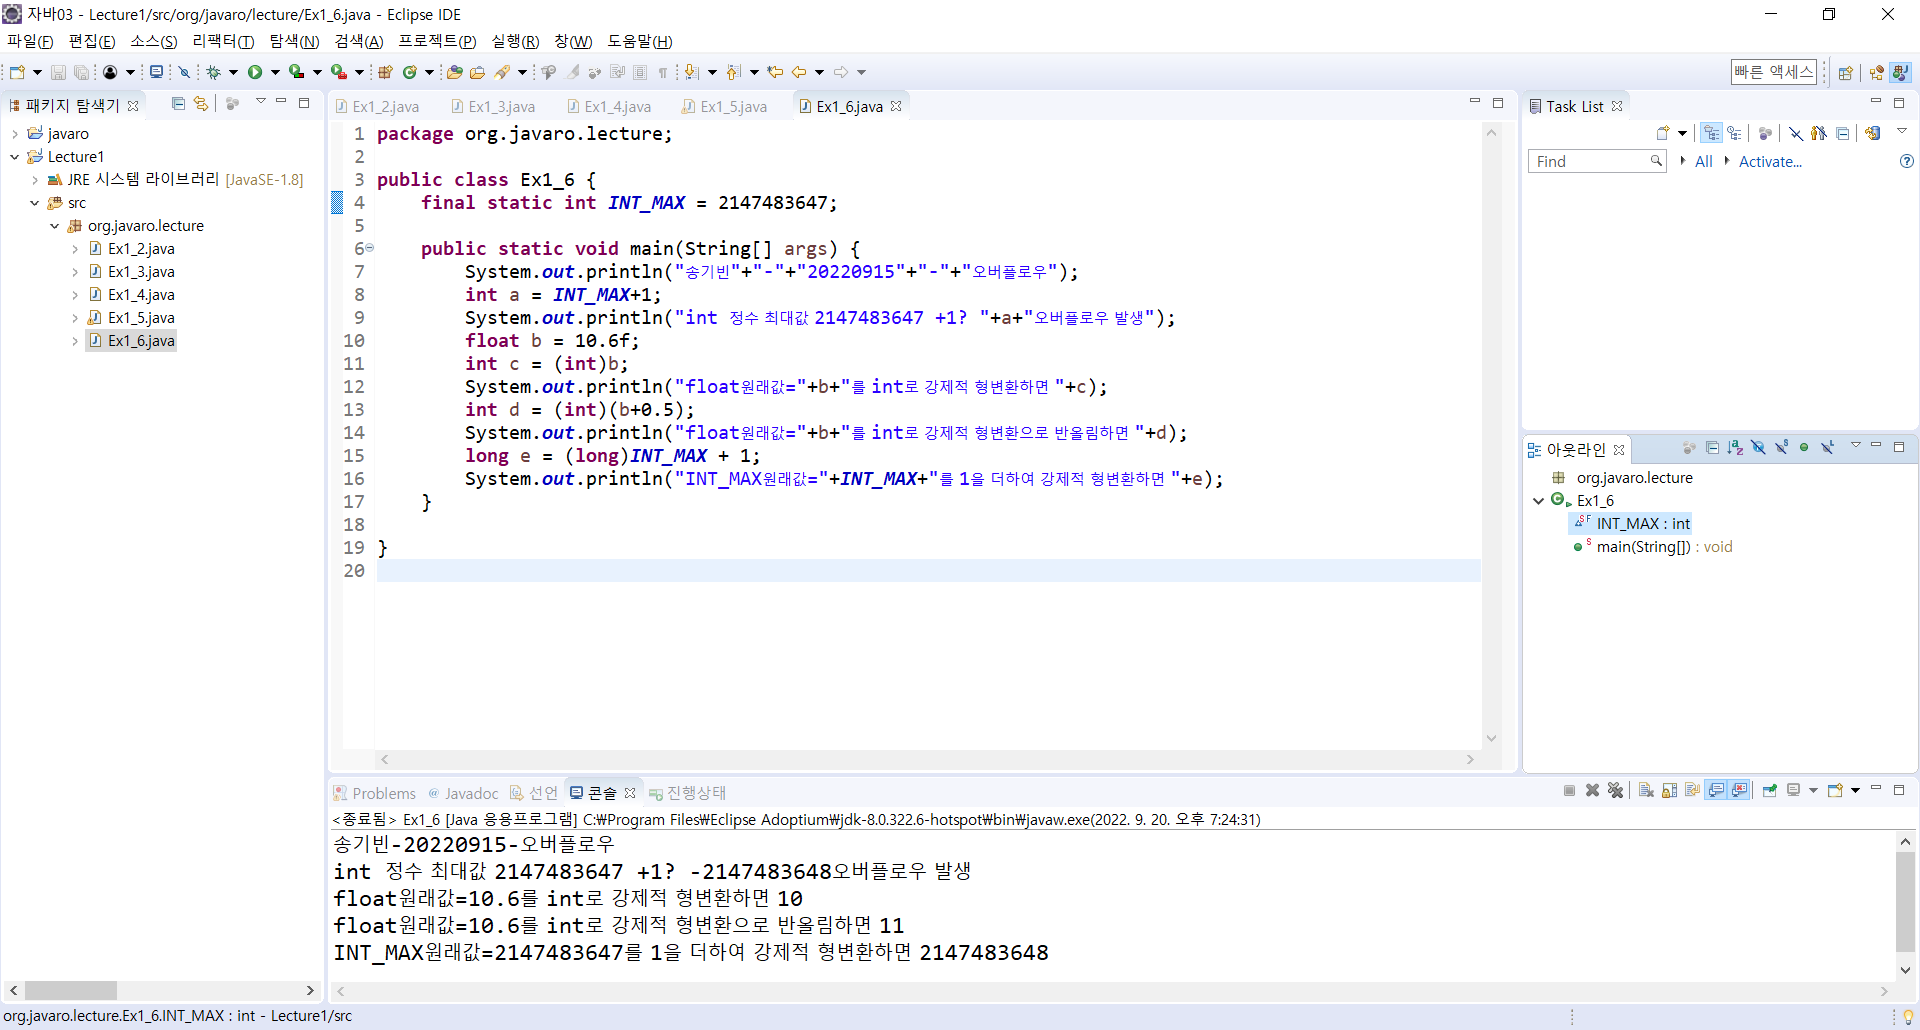 자바03 - Lecture1/src/org/javaro/lecture/Ex1_6.java - Eclipse IDE
파일(F) 편집(E) 소스(S) 리팩터(T) 탐색(N) 검색(A) 프로젝트(P) 실행(R) 창(W) 도움말(H)
빠른 액세스
패키지 탐색기
javaro
Lecture1
JRE 시스템 라이브러리 [JavaSE-1.8]
src
org.javaro.lecture
Ex1_2.java
Ex1_3.java
Ex1_4.java
Ex1_5.java
Ex1_6.java
Ex1_2.java Ex1_3.java Ex1_4.java Ex1_5.java Ex1_6.java
1 package org.javaro.lecture;
2
3 public class Ex1_6 {
4     final static int INT_MAX = 2147483647;
5
6     public static void main(String[] args) {
7         System.out.println("송기빈"+"-"+"20220915"+"-"+"오버플로우");
8         int a = INT_MAX+1;
9         System.out.println("int 정수 최대값 2147483647 +1? "+a+"오버플로우 발생");
10         float b = 10.6f;
11         int c = (int)b;
12         System.out.println("float원래값="+b+"를 int로 강제적 형변환하면 "+c);
13         int d = (int)(b+0.5);
14         System.out.println("float원래값="+b+"를 int로 강제적 형변환으로 반올림하면 "+d);
15         long e = (long)INT_MAX + 1;
16         System.out.println("INT_MAX원래값="+INT_MAX+"를 1을 더하여 강제적 형변환하면 "+e);
17     }
18
19 }
20
Task List
Find All Activate...
아웃라인
org.javaro.lecture
Ex1_6
INT_MAX : int
main(String[]) : void
Problems @ Javadoc 선언 콘솔 진행상태
<종료됨> Ex1_6 [Java 응용프로그램] C:₩Program Files₩Eclipse Adoptium₩jdk-8.0.322.6-hotspot₩bin₩javaw.exe(2022. 9. 20. 오후 7:24:31)
송기빈-20220915-오버플로우
int 정수 최대값 2147483647 +1? -2147483648오버플로우 발생
float원래값=10.6를 int로 강제적 형변환하면 10
float원래값=10.6를 int로 강제적 형변환으로 반올림하면 11
INT_MAX원래값=2147483647를 1을 더하여 강제적 형변환하면 2147483648
org.javaro.lecture.Ex1_6.INT_MAX : int - Lecture1/src